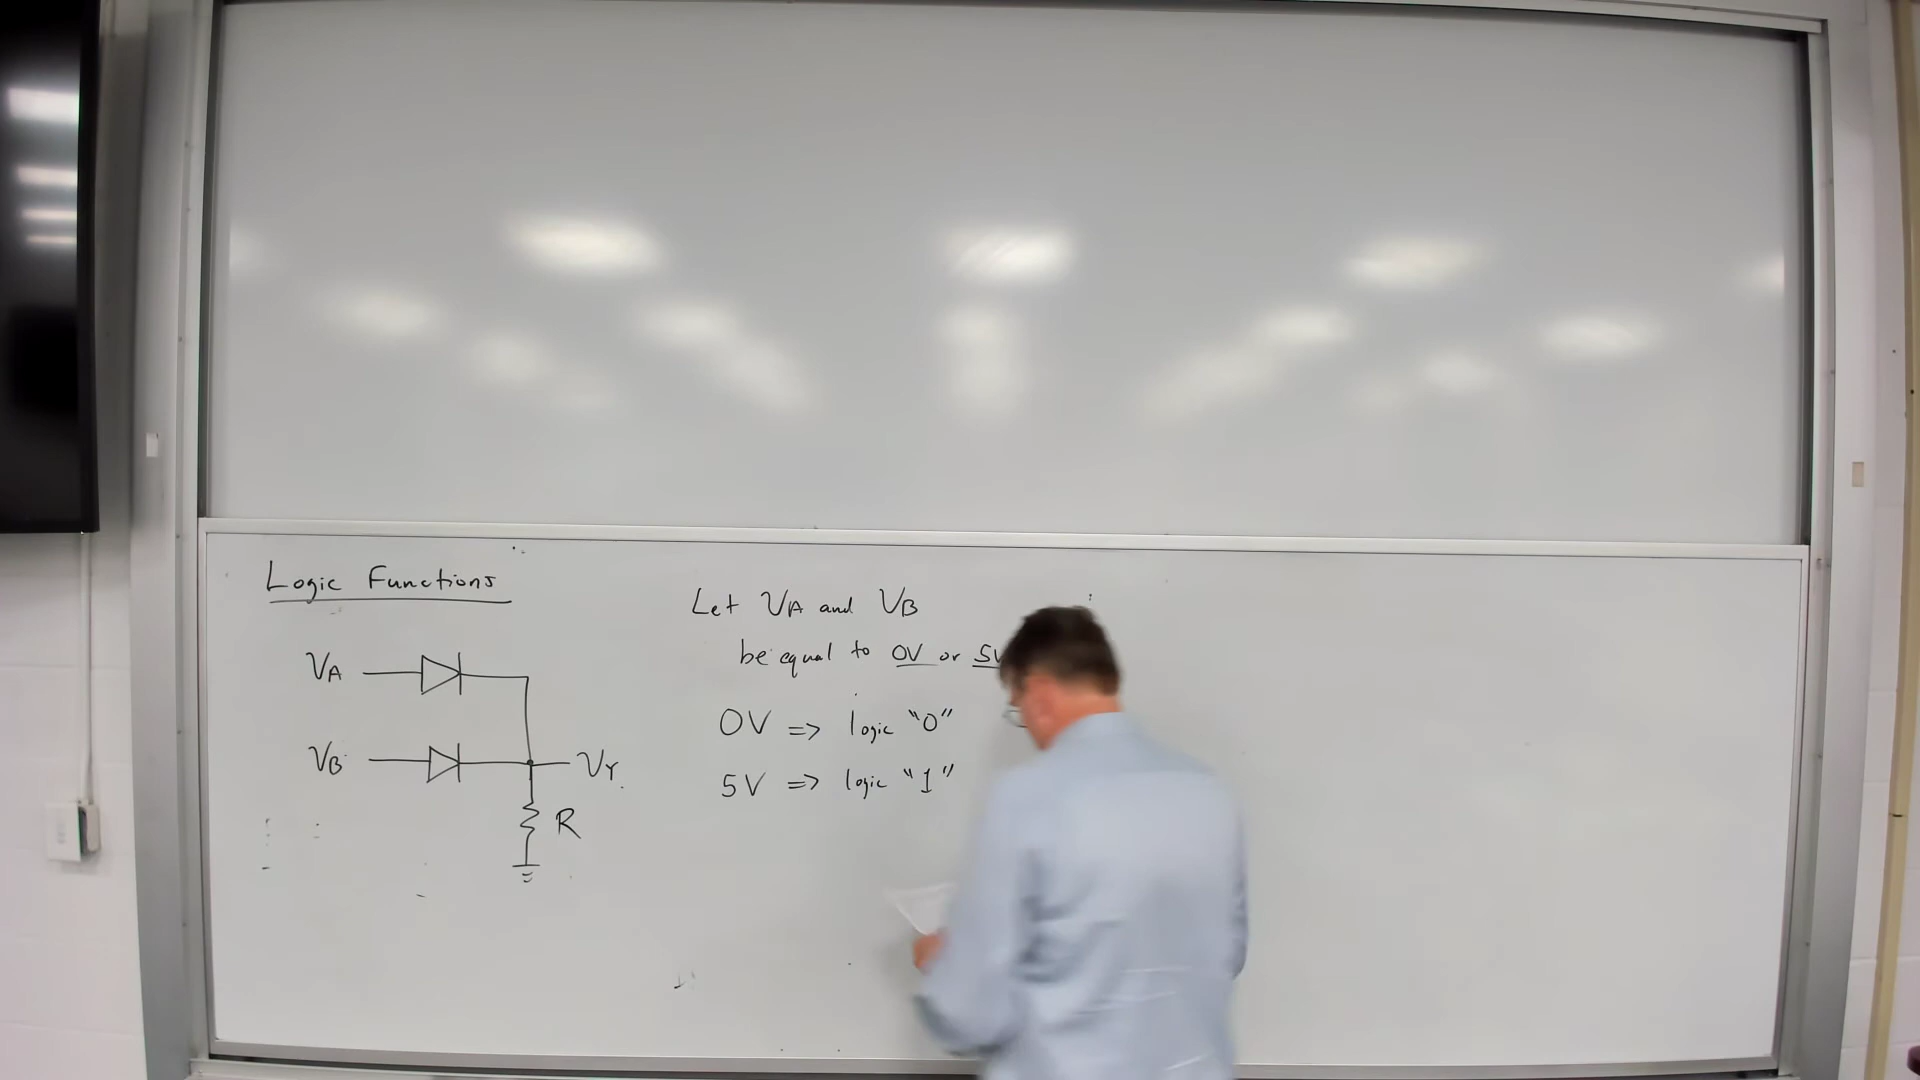 Logic Functions
VA
VB
VY
R
Let VA and VB
be equal to 0V or 5V
0V => logic "0"
5V => logic "1"